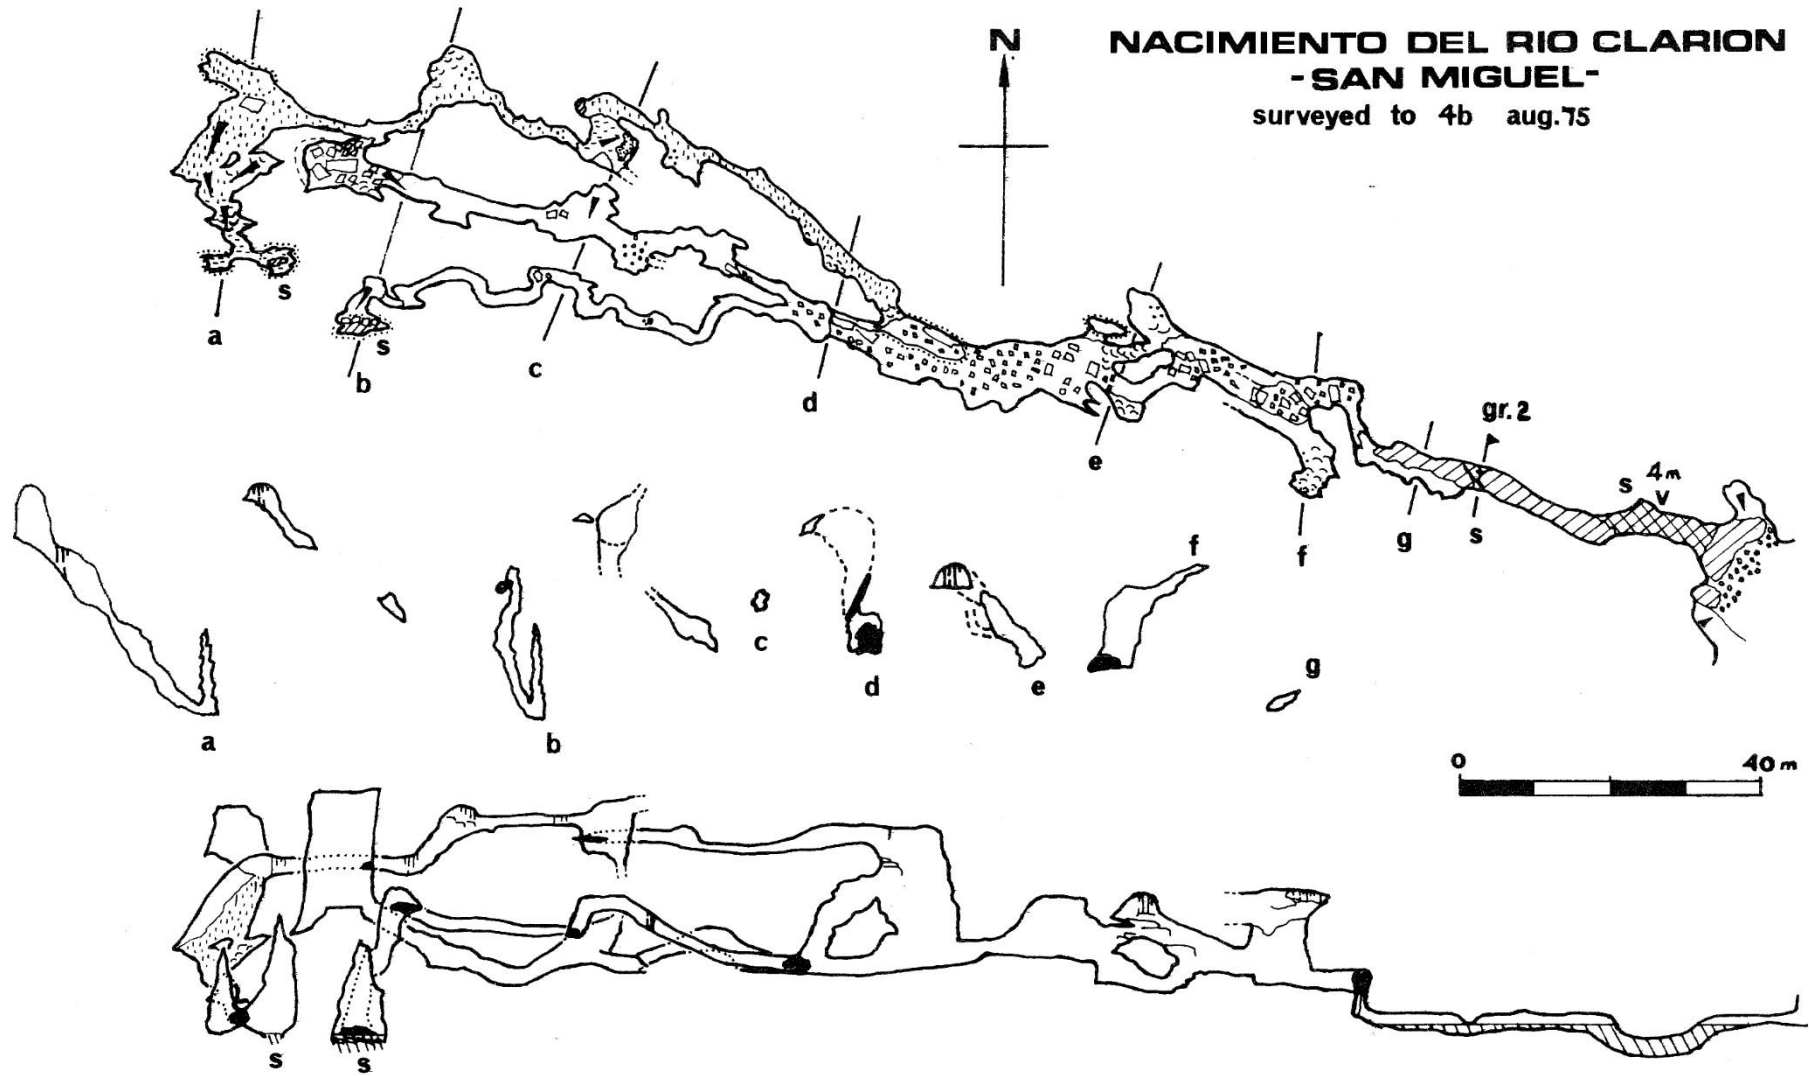 N
NACIMIENTO DEL RIO CLARION
-SAN MIGUEL-
surveyed to 4b aug.75
s
a
s
b
c
d
e
f
g
gr.2
s
s 4m
v
a
b
c
d
e
f
g
0 40m
s
s